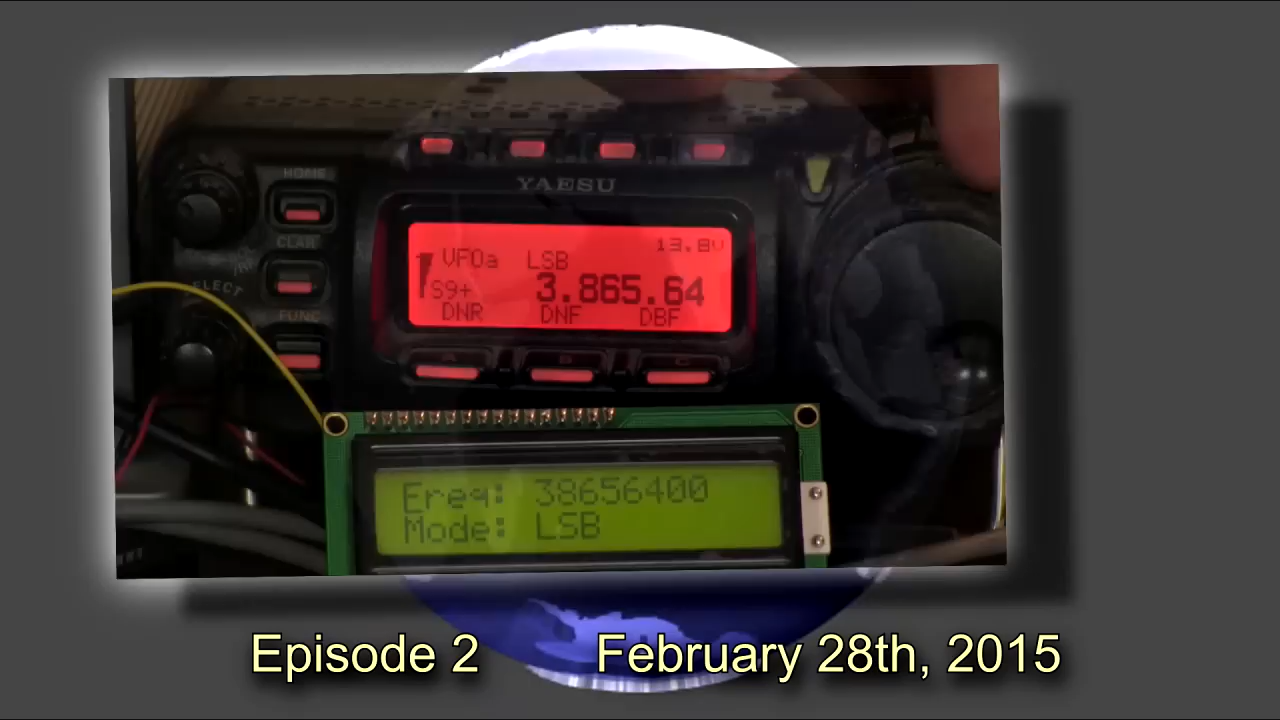 HOME
YAESU
CLAR
13.8V
VFOa LSB
S9+ 3.865.64
ELECT
DNR DNF DBF
FUNC
A B C
Freq: 38656400
Mode: LSB
Episode 2 February 28th, 2015